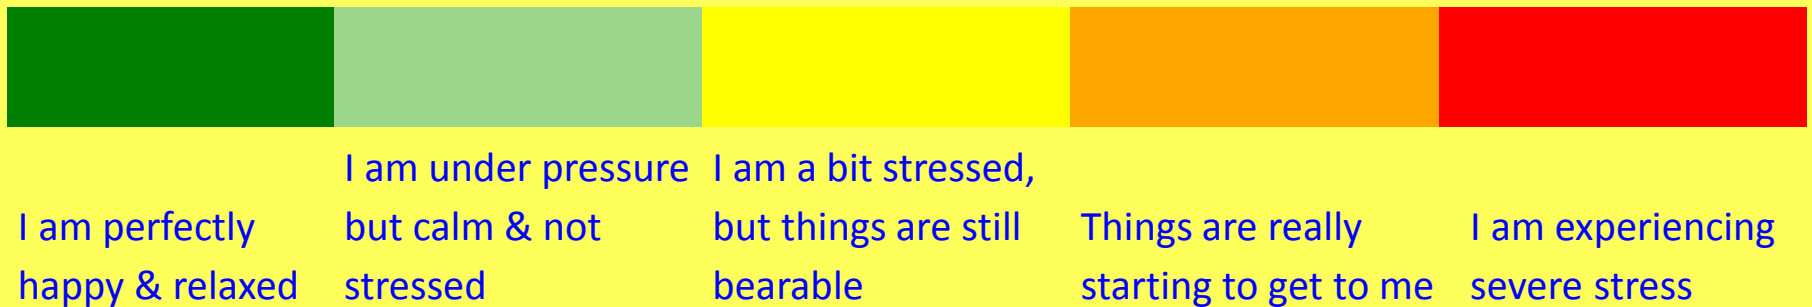 I am perfectly
happy & relaxed
I am under pressure
but calm & not
stressed
I am a bit stressed,
but things are still
bearable
Things are really
starting to get to me
I am experiencing
severe stress